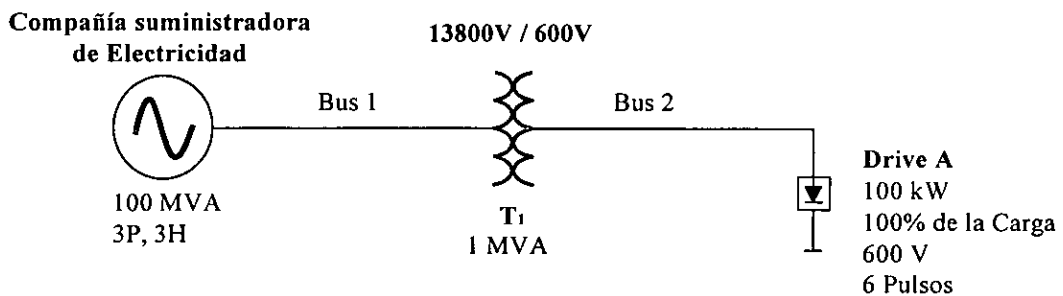 Compañía suministradora
de Electricidad
13800V / 600V
Bus 1
Bus 2
100 MVA
3P, 3H
T1
1 MVA
Drive A
100 kW
100% de la Carga
600 V
6 Pulsos